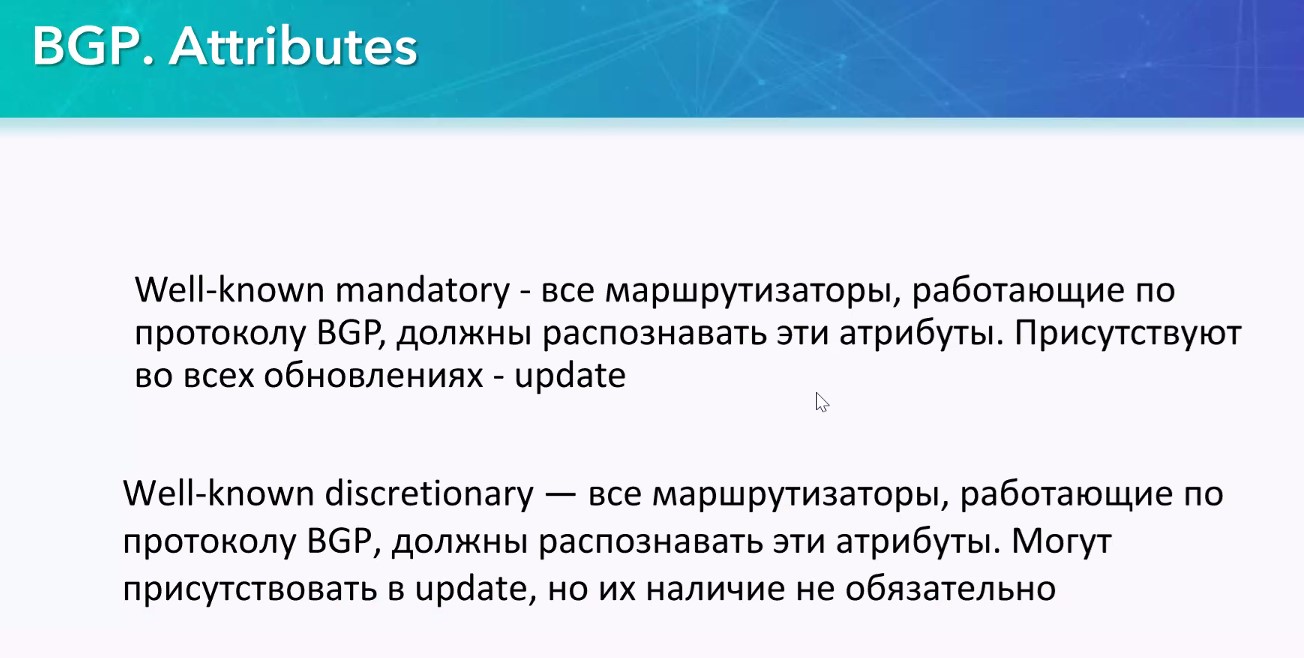 BGP. Attributes
Well-known mandatory - все маршрутизаторы, работающие по
протоколу BGP, должны распознавать эти атрибуты. Присутствуют
во всех обновлениях - update
Well-known discretionary — все маршрутизаторы, работающие по
протоколу BGP, должны распознавать эти атрибуты. Могут
присутствовать в update, но их наличие не обязательно